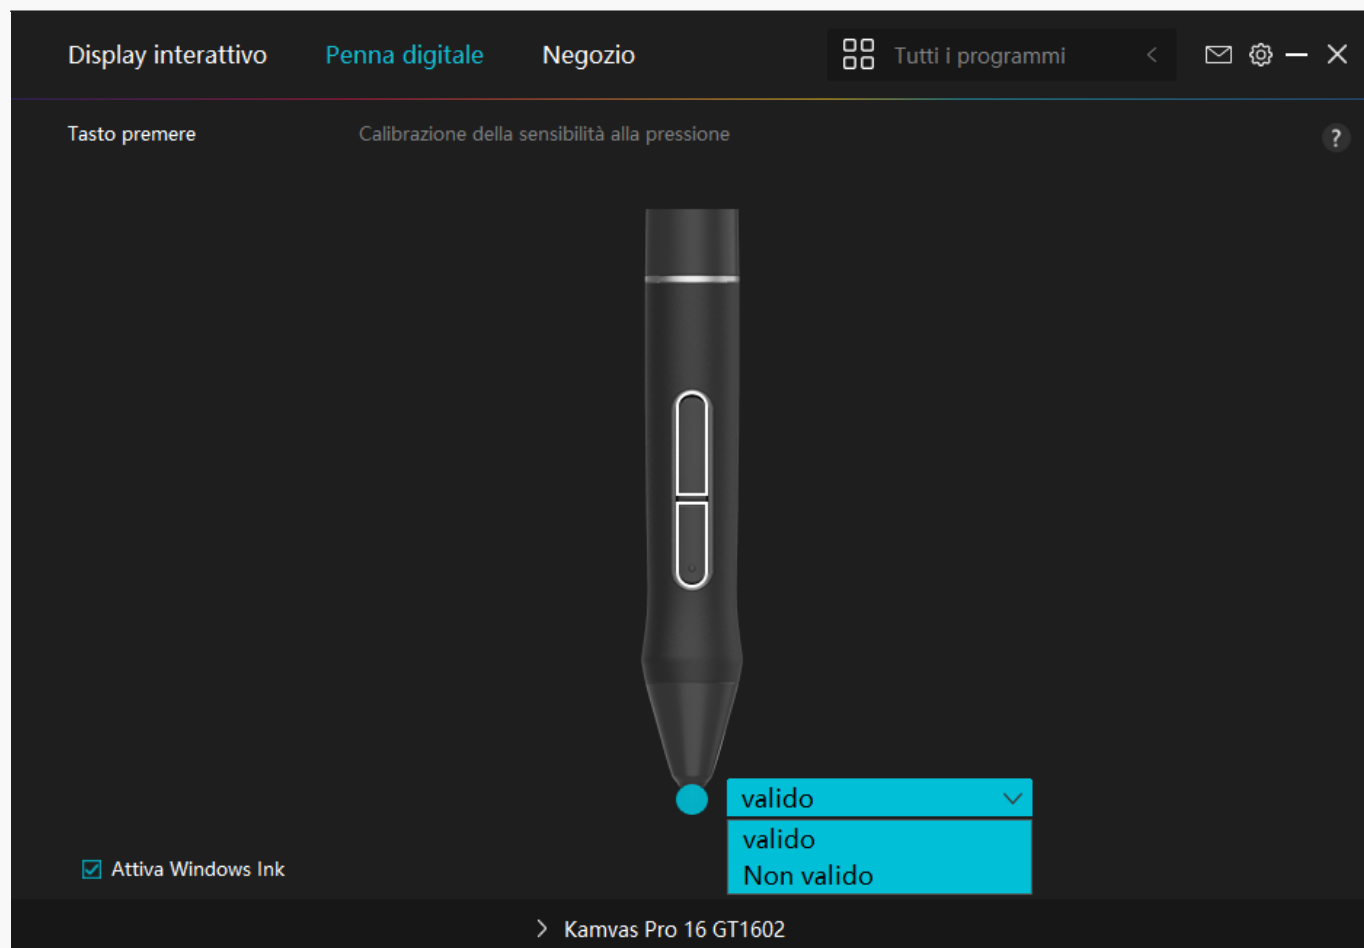 Display interattivo Penna digitale Negozio Tutti i programmi
Tasto premere Calibrazione della sensibilità alla pressione ?
valido
valido
Non valido
Attiva Windows Ink
Kamvas Pro 16 GT1602